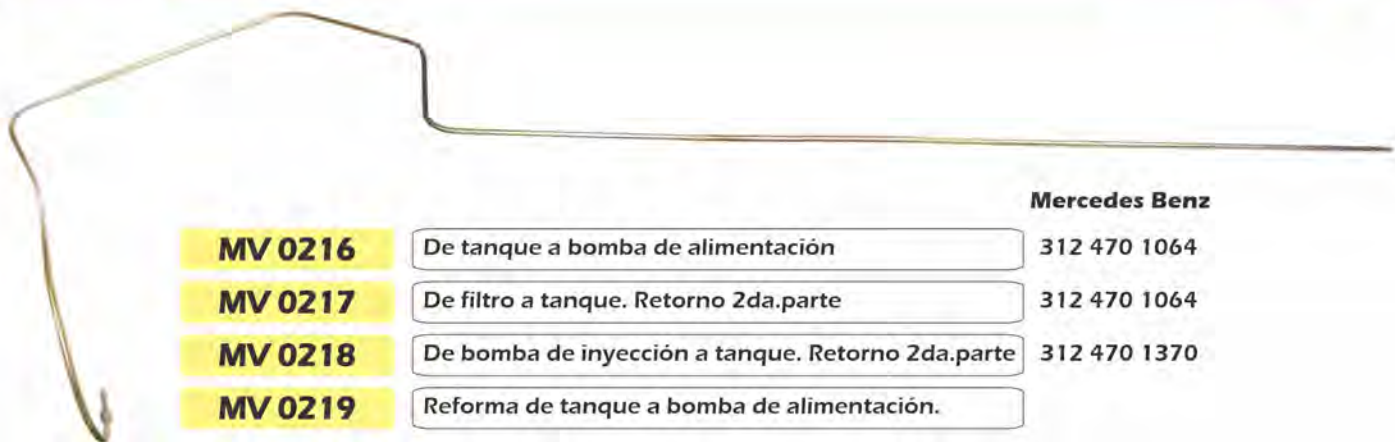 Mercedes Benz
MV 0216 De tanque a bomba de alimentación 312 470 1064
MV 0217 De filtro a tanque. Retorno 2da.parte 312 470 1064
MV 0218 De bomba de inyección a tanque. Retorno 2da.parte 312 470 1370
MV 0219 Reforma de tanque a bomba de alimentación.